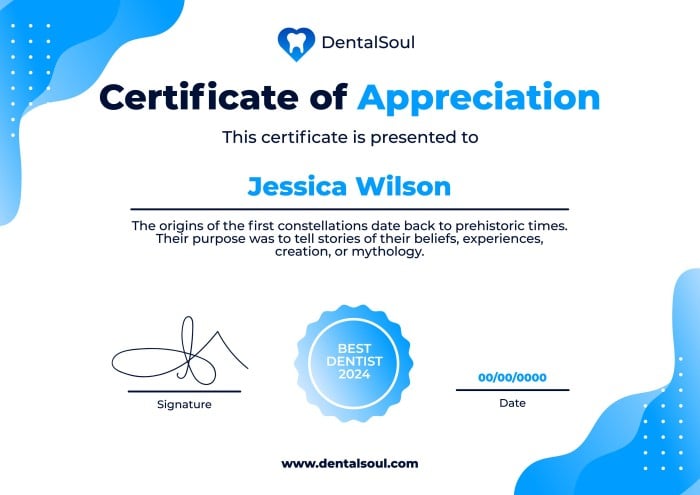 DentalSoul
Certificate of Appreciation
This certificate is presented to
Jessica Wilson
The origins of the first constellations date back to prehistoric times.
Their purpose was to tell stories of their beliefs, experiences,
creation, or mythology.
BEST
DENTIST
2024
Signature
00/00/0000
Date
www.dentalsoul.com